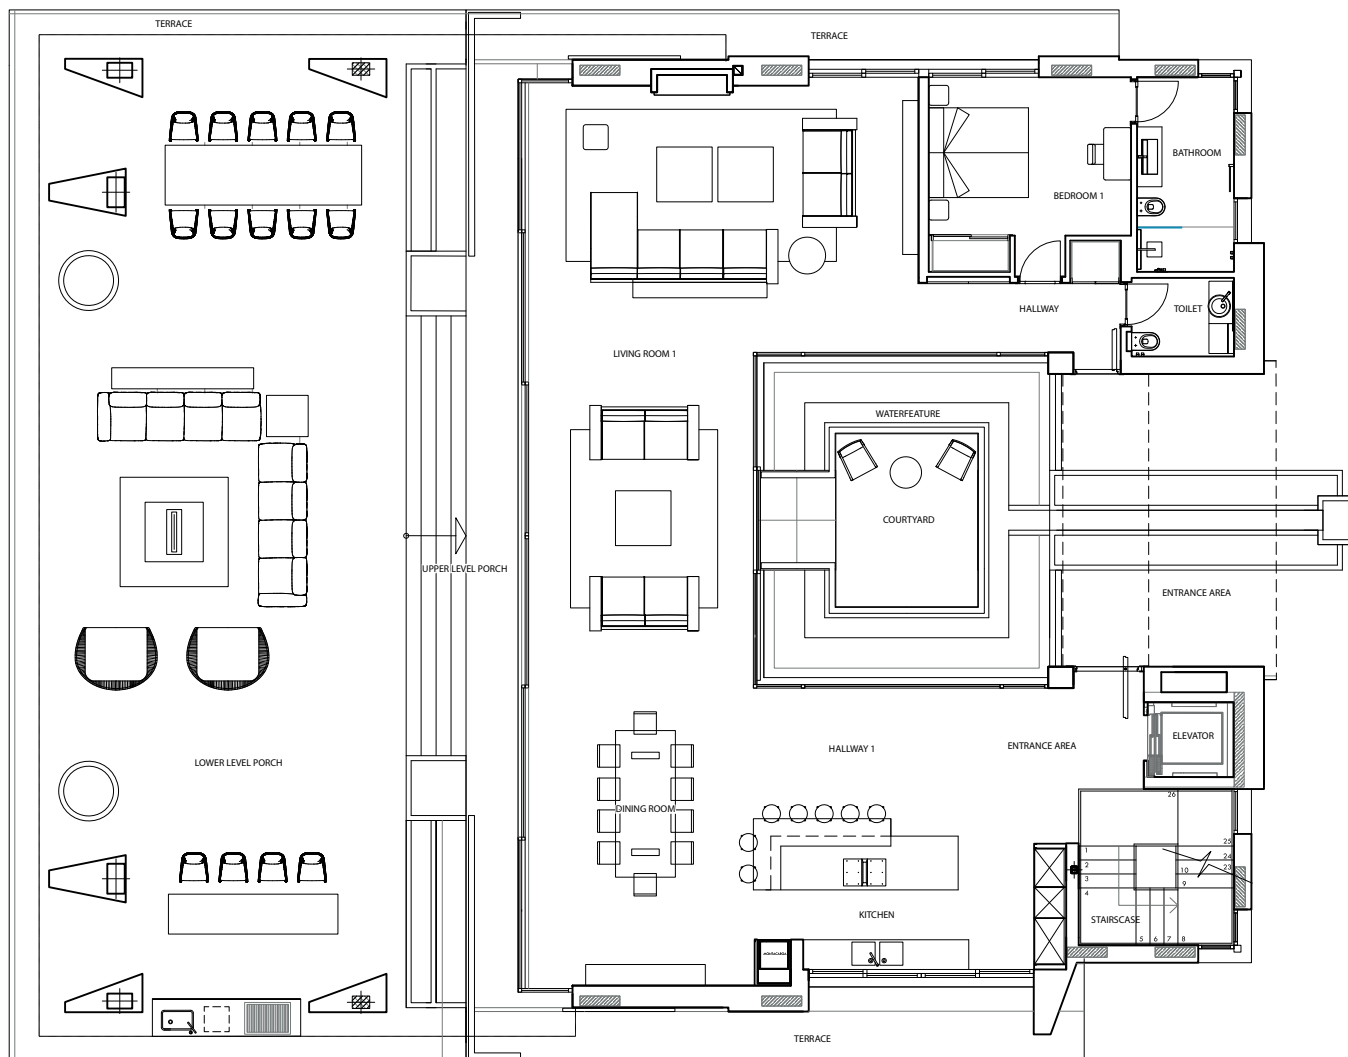 TERRACE
TERRACE
BATHROOM
BEDROOM 1
HALLWAY
TOILET
LIVING ROOM 1
WATERFEATURE
COURTYARD
UPPER LEVEL PORCH
ENTRANCE AREA
ELEVATOR
HALLWAY 1
ENTRANCE AREA
LOWER LEVEL PORCH
DINING ROOM
26
25
24
23
1
2
3
4
10
9
KITCHEN
STAIRSCASE
5 6 7 8
MONTACARGA
TERRACE